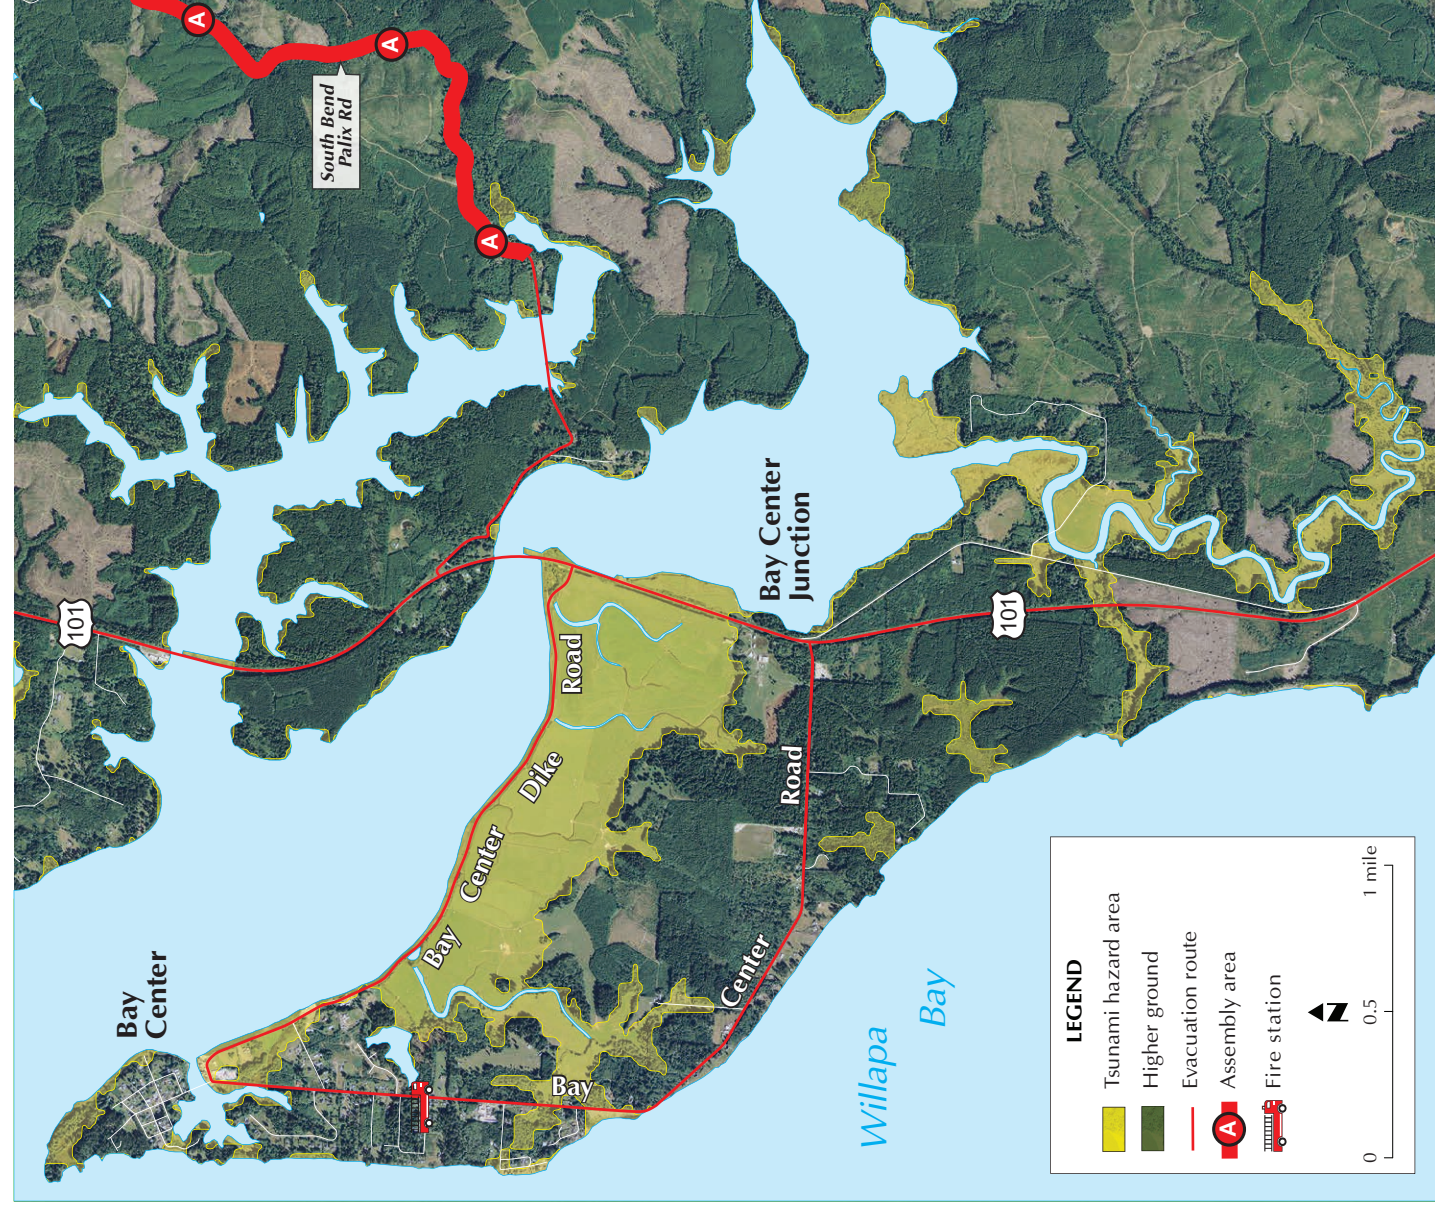 A
A
South Bend
Palix Rd
A
101
Bay Center
Junction
101
Road
Dike
Center
Bay
Road
Center
Bay
Bay
Center
Willapa
Bay
LEGEND
Tsunami hazard area
Higher ground
Evacuation route
A
Assembly area
Fire station
N
0
0.5
1 mile